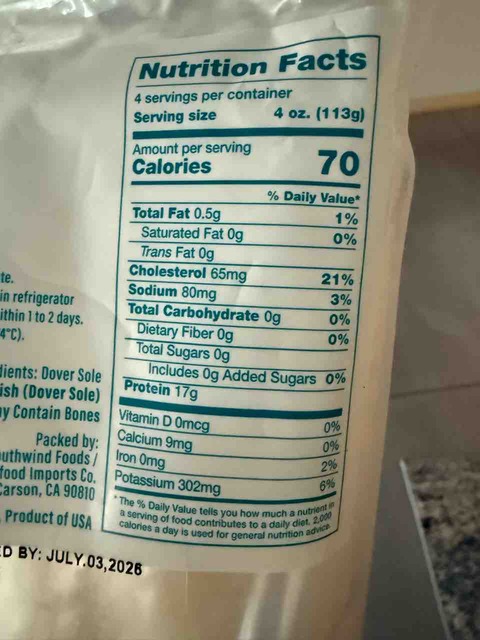 Nutrition Facts
4 servings per container
Serving size 4 oz. (113g)
Amount per serving
Calories 70
% Daily Value*
Total Fat 0.5g 1%
Saturated Fat 0g 0%
Trans Fat 0g
Cholesterol 65mg 21%
Sodium 80mg 3%
Total Carbohydrate 0g 0%
Dietary Fiber 0g 0%
Total Sugars 0g
Includes 0g Added Sugars 0%
Protein 17g
Vitamin D 0mcg 0%
Calcium 9mg 0%
Iron 0mg 2%
Potassium 302mg 6%
*The % Daily Value tells you how much a nutrient in
a serving of food contributes to a daily diet. 2,000
calories a day is used for general nutrition advice.
te.
in refrigerator
ithin 1 to 2 days.
4°C).
dients: Dover Sole
ish (Dover Sole)
ay Contain Bones
Packed by:
outhwind Foods /
food Imports Co.
Carson, CA 90810
Product of USA
ED BY: JULY.03,2026